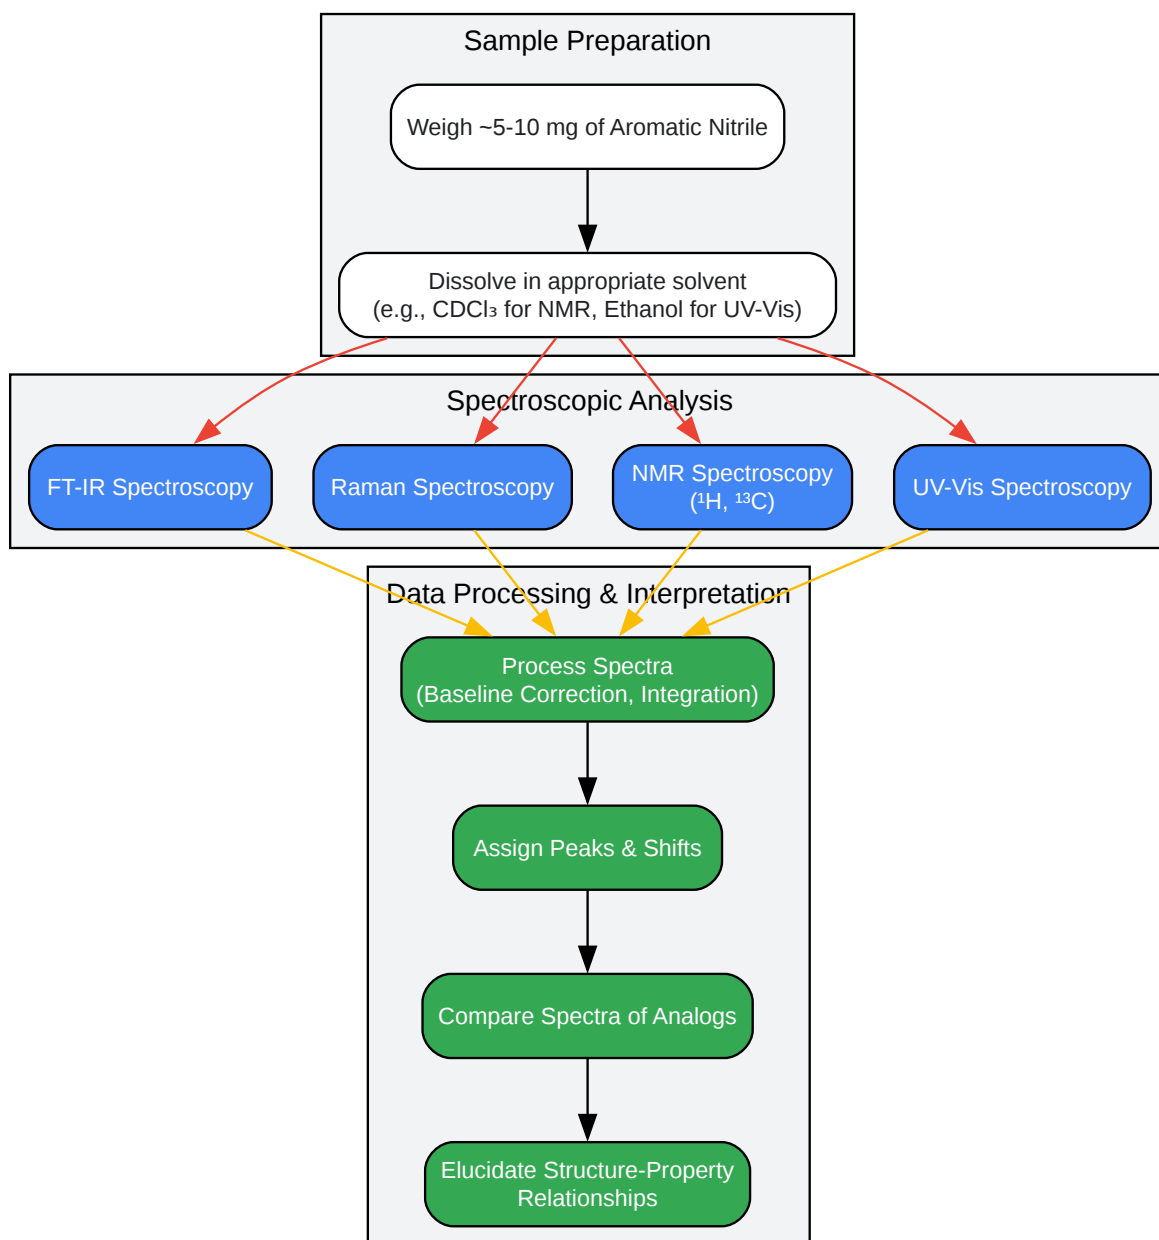 Sample Preparation
Weigh ~5-10 mg of Aromatic Nitrile
Dissolve in appropriate solvent
(e.g., CDCl₃ for NMR, Ethanol for UV-Vis)
Spectroscopic Analysis
FT-IR Spectroscopy
Raman Spectroscopy
NMR Spectroscopy
(¹H, ¹³C)
UV-Vis Spectroscopy
Data Processing & Interpretation
Process Spectra
(Baseline Correction, Integration)
Assign Peaks & Shifts
Compare Spectra of Analogs
Elucidate Structure-Property
Relationships